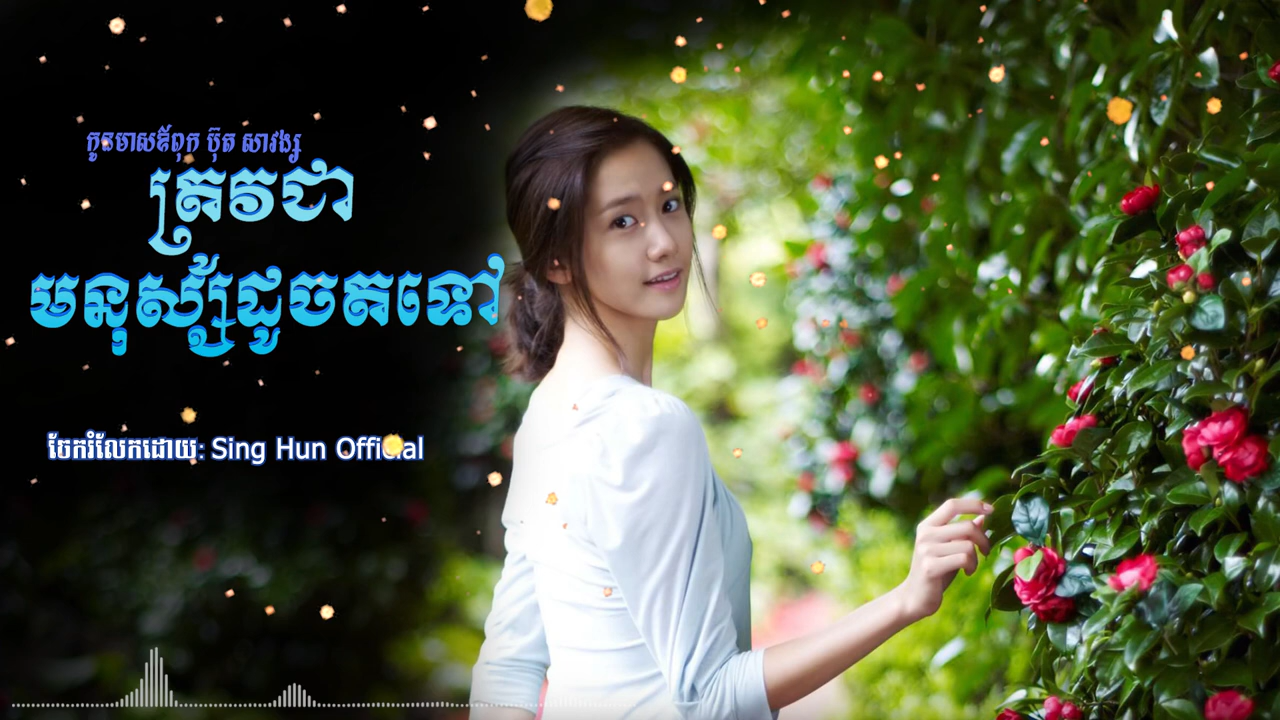 កូនមាសឪពុក ប៊ុត សាវង្ស
ត្រូវជា
មនុស្សដូចតទៅ
ចែករំលែកដោយ: Sing Hun Official